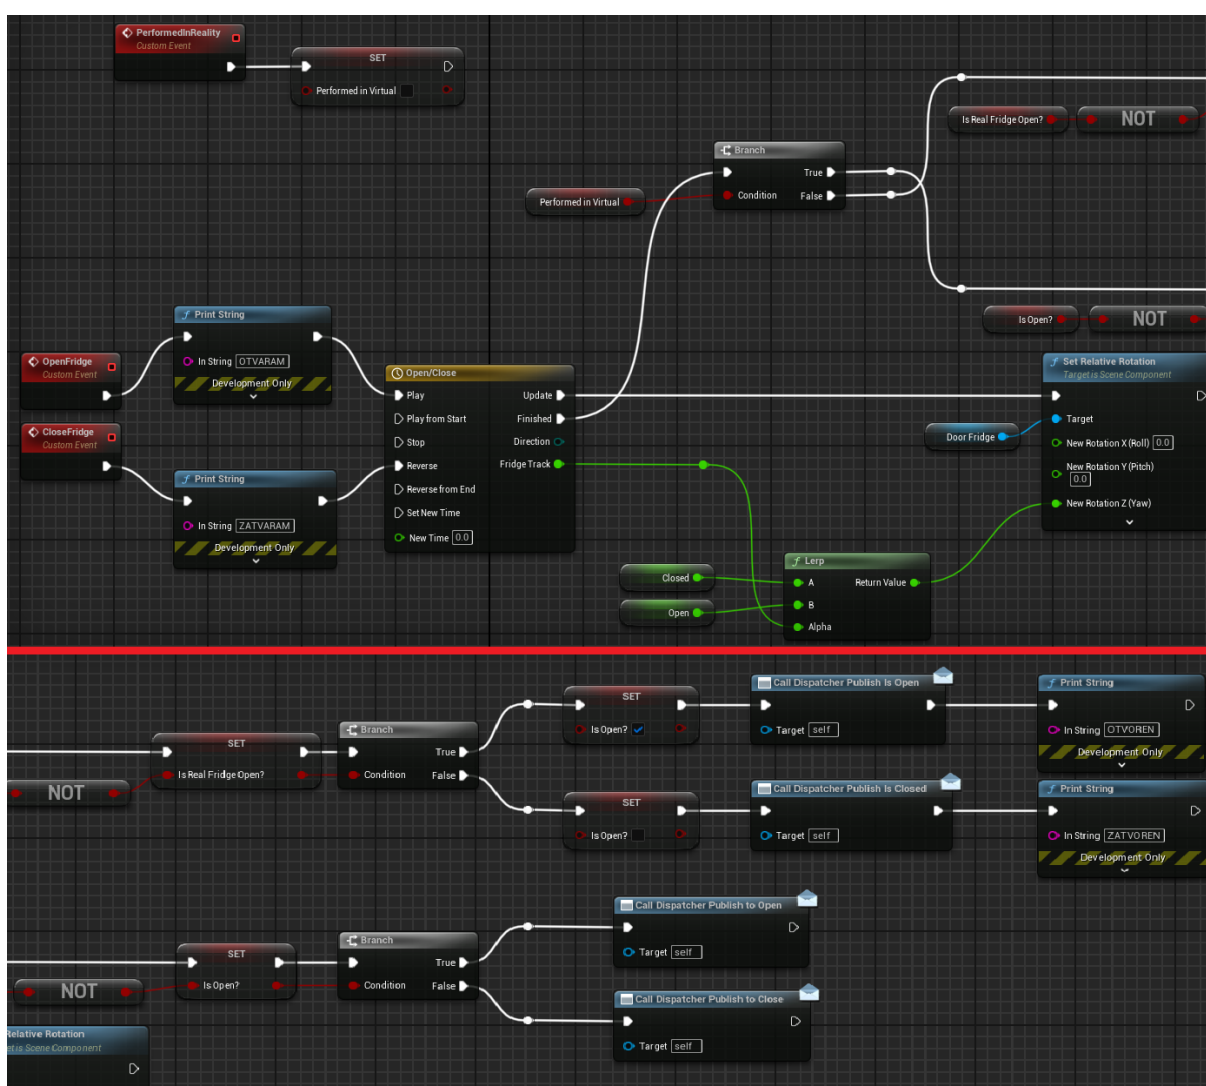 PerformedInReality
Custom Event
SET
Performed in Virtual
Is Real Fridge Open?
NOT
Branch
True
Condition
False
Performed in Virtual
Is Open?
NOT
Print String
In String OTVARAM
Development Only
OpenFridge
Custom Event
CloseFridge
Custom Event
Print String
In String ZATVARAM
Development Only
Open/Close
Play
Update
Play from Start
Finished
Stop
Direction
Reverse
Fridge Track
Reverse from End
Set New Time
New Time 0.0
Set Relative Rotation
Target is Scene Component
Target
Door Fridge
New Rotation X (Roll) 0.0
New Rotation Y (Pitch)
0.0
New Rotation Z (Yaw)
Lerp
Closed
A
Return Value
Open
B
Alpha
SET
Is Real Fridge Open?
NOT
Branch
True
Condition
False
SET
Is Open?
Call Dispatcher Publish Is Open
Target self
Print String
In String OTVOREN
Development Only
SET
Is Open?
Call Dispatcher Publish Is Closed
Target self
Print String
In String ZATVOREN
Development Only
SET
Is Open?
NOT
Branch
True
Condition
False
Call Dispatcher Publish to Open
Target self
Call Dispatcher Publish to Close
Target self
Relative Rotation
et is Scene Component